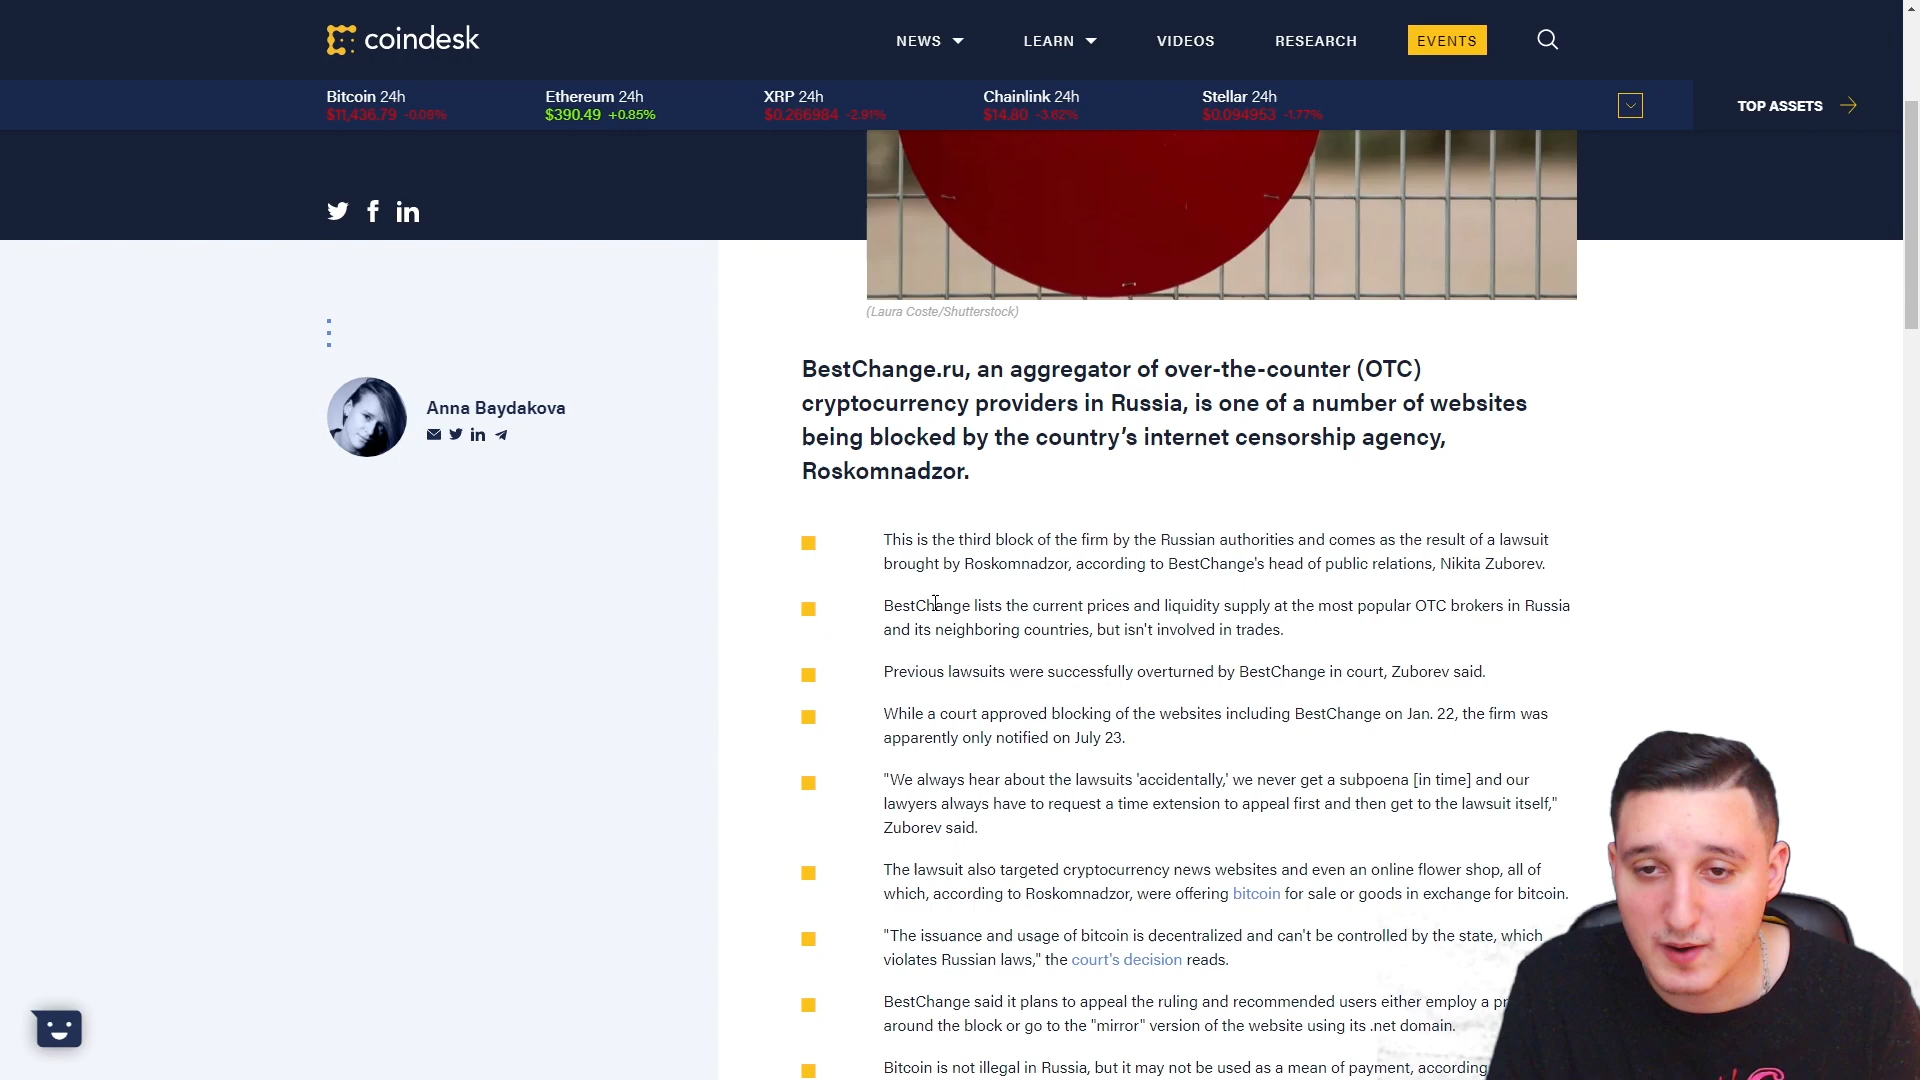 coindesk
NEWS
LEARN
VIDEOS
RESEARCH
EVENTS
Bitcoin 24h
$11,436.79 -0.08%
Ethereum 24h
$390.49 +0.85%
XRP 24h
$0.266984 -2.91%
Chainlink 24h
$14.80 -3.62%
Stellar 24h
$0.094953 -1.77%
TOP ASSETS
(Laura Coste/Shutterstock)
Anna Baydakova
BestChange.ru, an aggregator of over-the-counter (OTC)
cryptocurrency providers in Russia, is one of a number of websites
being blocked by the country's internet censorship agency,
Roskomnadzor.
This is the third block of the firm by the Russian authorities and comes as the result of a lawsuit
brought by Roskomnadzor, according to BestChange's head of public relations, Nikita Zuborev.
BestChange lists the current prices and liquidity supply at the most popular OTC brokers in Russia
and its neighboring countries, but isn't involved in trades.
Previous lawsuits were successfully overturned by BestChange in court, Zuborev said.
While a court approved blocking of the websites including BestChange on Jan. 22, the firm was
apparently only notified on July 23.
"We always hear about the lawsuits 'accidentally,' we never get a subpoena [in time] and our
lawyers always have to request a time extension to appeal first and then get to the lawsuit itself,"
Zuborev said.
The lawsuit also targeted cryptocurrency news websites and even an online flower shop, all of
which, according to Roskomnadzor, were offering bitcoin for sale or goods in exchange for bitcoin.
"The issuance and usage of bitcoin is decentralized and can't be controlled by the state, which
violates Russian laws," the court's decision reads.
BestChange said it plans to appeal the ruling and recommended users either employ a
around the block or go to the "mirror" version of the website using its .net domain.
Bitcoin is not illegal in Russia, but it may not be used as a mean of payment, according